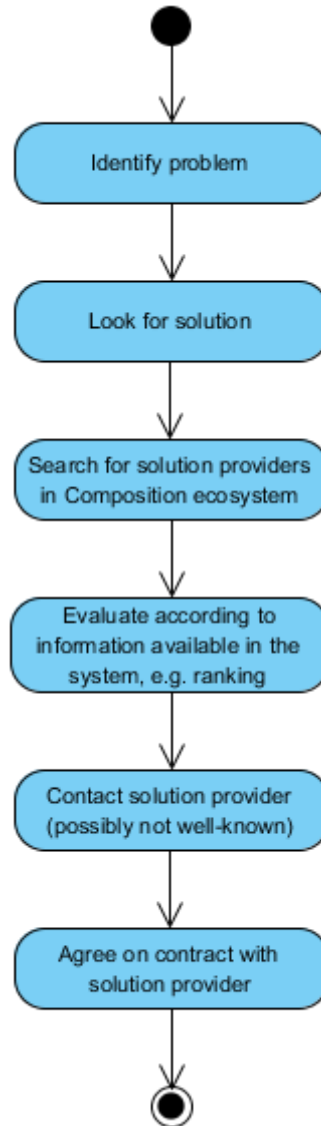 Identify problem
Look for solution
Search for solution providers
in Composition ecosystem
Evaluate according to
information available in the
system, e.g. ranking
Contact solution provider
(possibly not well-known)
Agree on contract with
solution provider